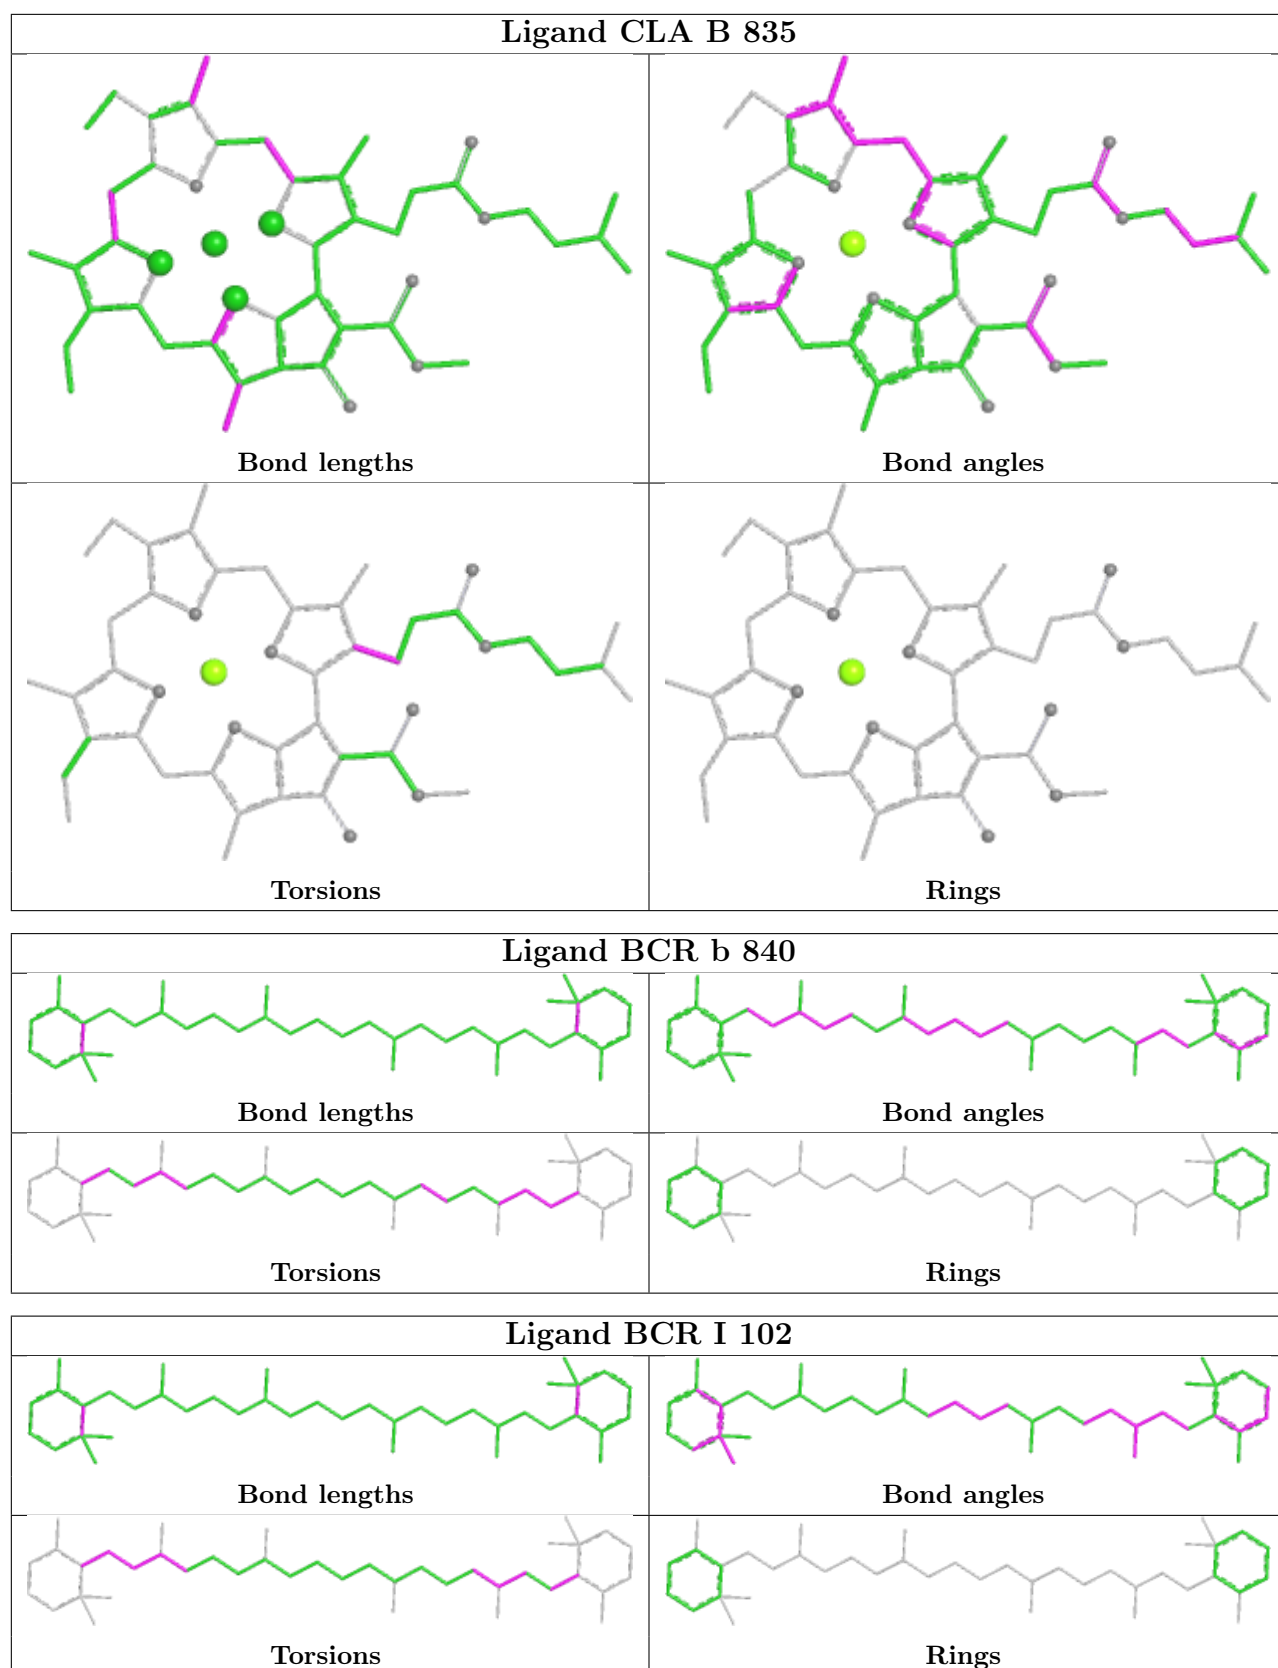 Ligand CLA B 835
Bond lengths
Bond angles
Torsions
Rings
Ligand BCR b 840
Bond lengths
Bond angles
Torsions
Rings
Ligand BCR I 102
Bond lengths
Bond angles
Torsions
Rings